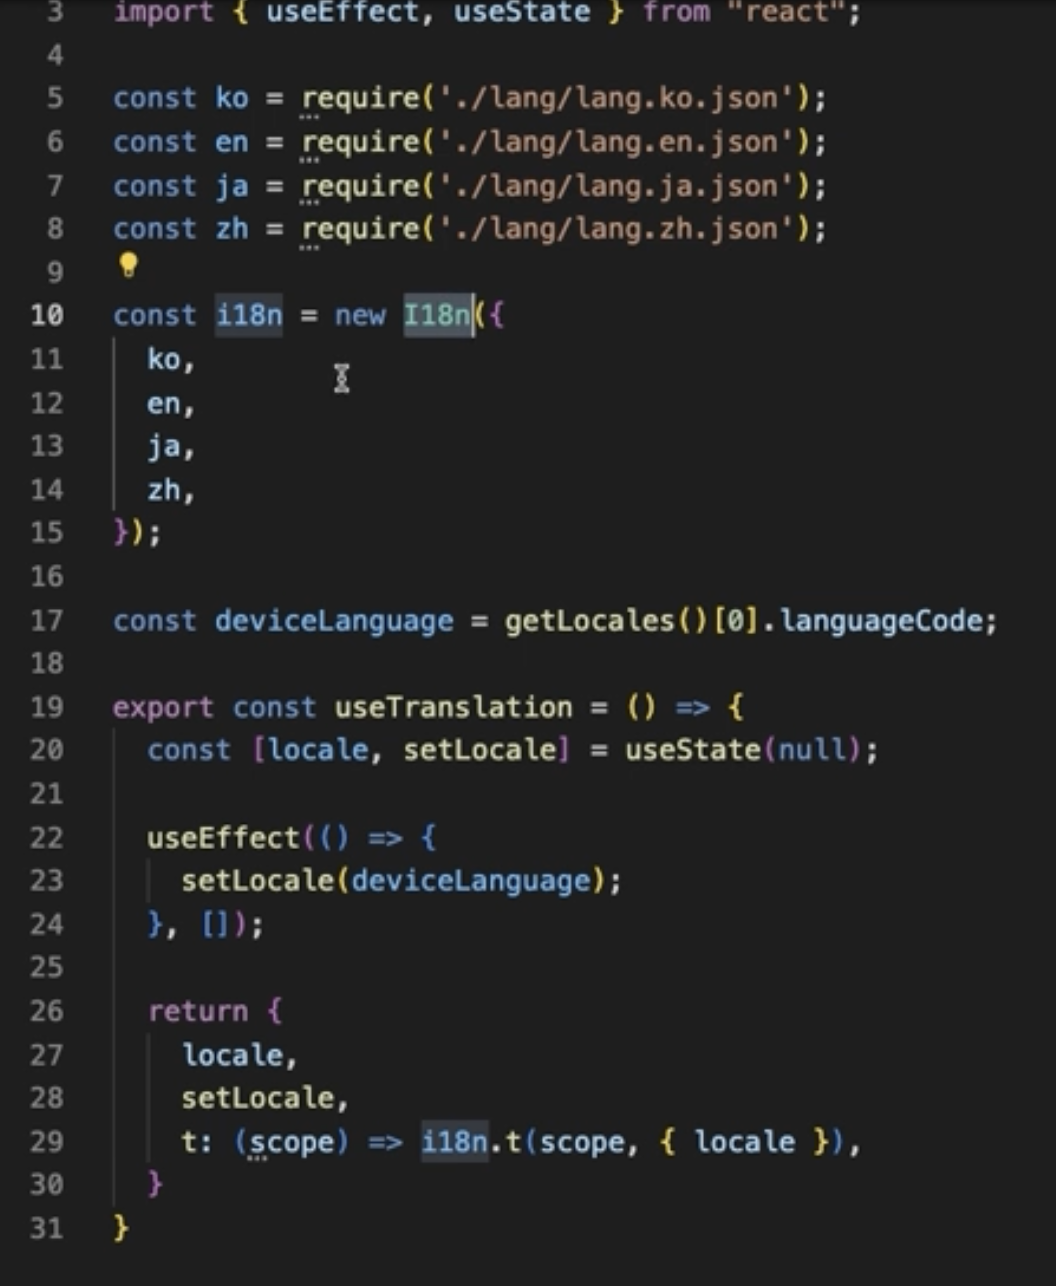 3 import { useEffect, useState } from "react";
4
5 const ko = require('./lang/lang.ko.json');
6 const en = require('./lang/lang.en.json');
7 const ja = require('./lang/lang.ja.json');
8 const zh = require('./lang/lang.zh.json');
9
10 const i18n = new I18n({
11 ko,
12 en,
13 ja,
14 zh,
15 });
16
17 const deviceLanguage = getLocales()[0].languageCode;
18
19 export const useTranslation = () => {
20 const [locale, setLocale] = useState(null);
21
22 useEffect(() => {
23 setLocale(deviceLanguage);
24 }, []);
25
26 return {
27 locale,
28 setLocale,
29 t: (scope) => i18n.t(scope, { locale }),
30 }
31 }